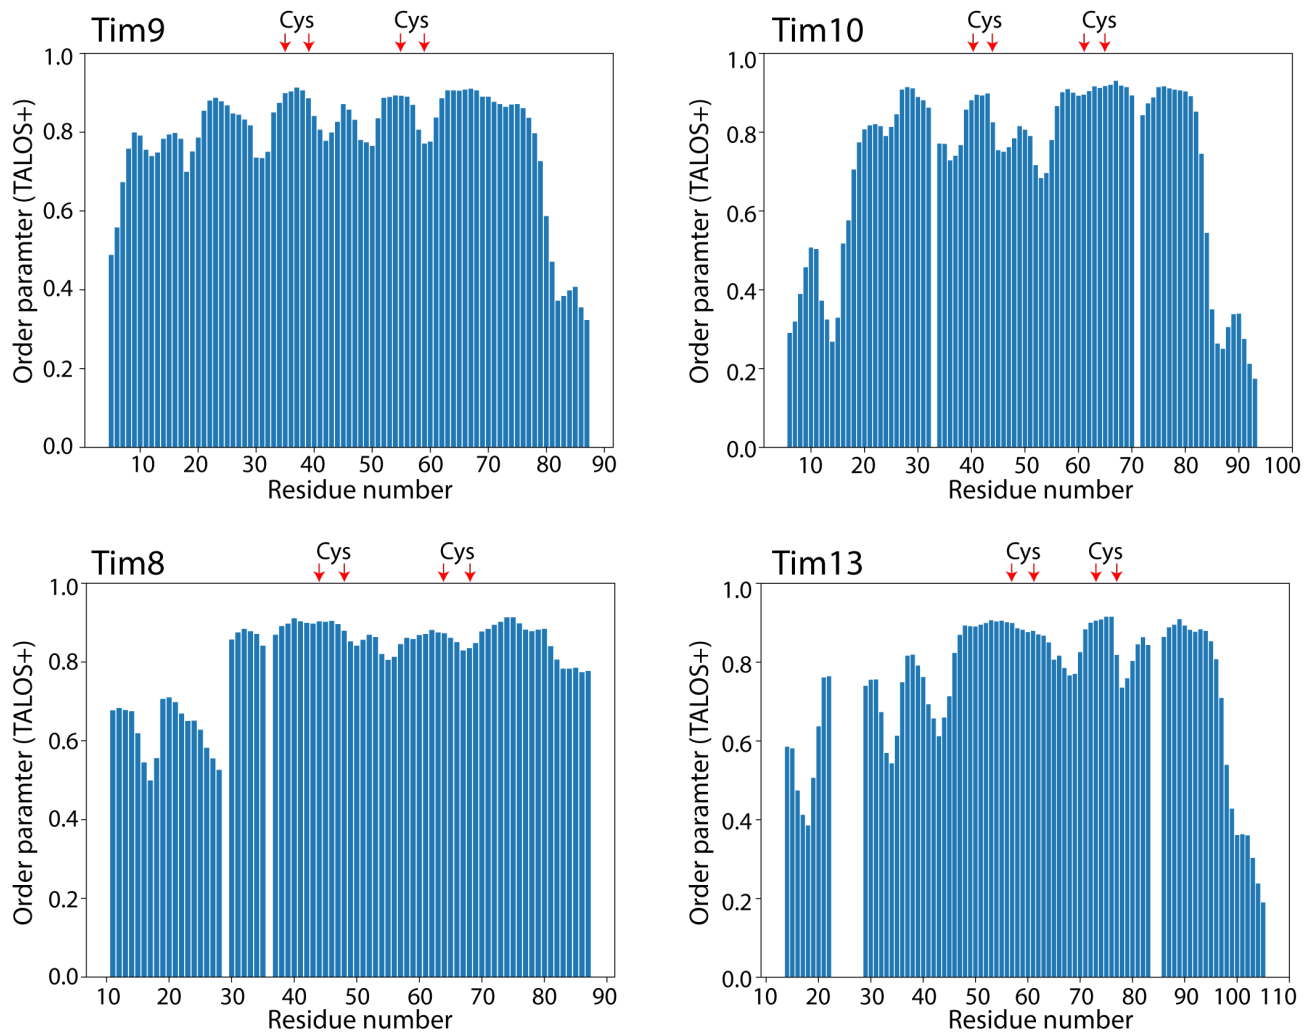 Tim9
Cys Cys
Order paramter (TALOS+)
1.0
0.8
0.6
0.4
0.2
0.0
10 20 30 40 50 60 70 80 90
Residue number
Tim10
Cys Cys
Order paramter (TALOS+)
1.0
0.8
0.6
0.4
0.2
0.0
10 20 30 40 50 60 70 80 90 100
Residue number
Tim8
Cys Cys
Order paramter (TALOS+)
1.0
0.8
0.6
0.4
0.2
0.0
10 20 30 40 50 60 70 80 90
Residue number
Tim13
Cys Cys
Order paramter (TALOS+)
1.0
0.8
0.6
0.4
0.2
0.0
10 20 30 40 50 60 70 80 90 100 110
Residue number